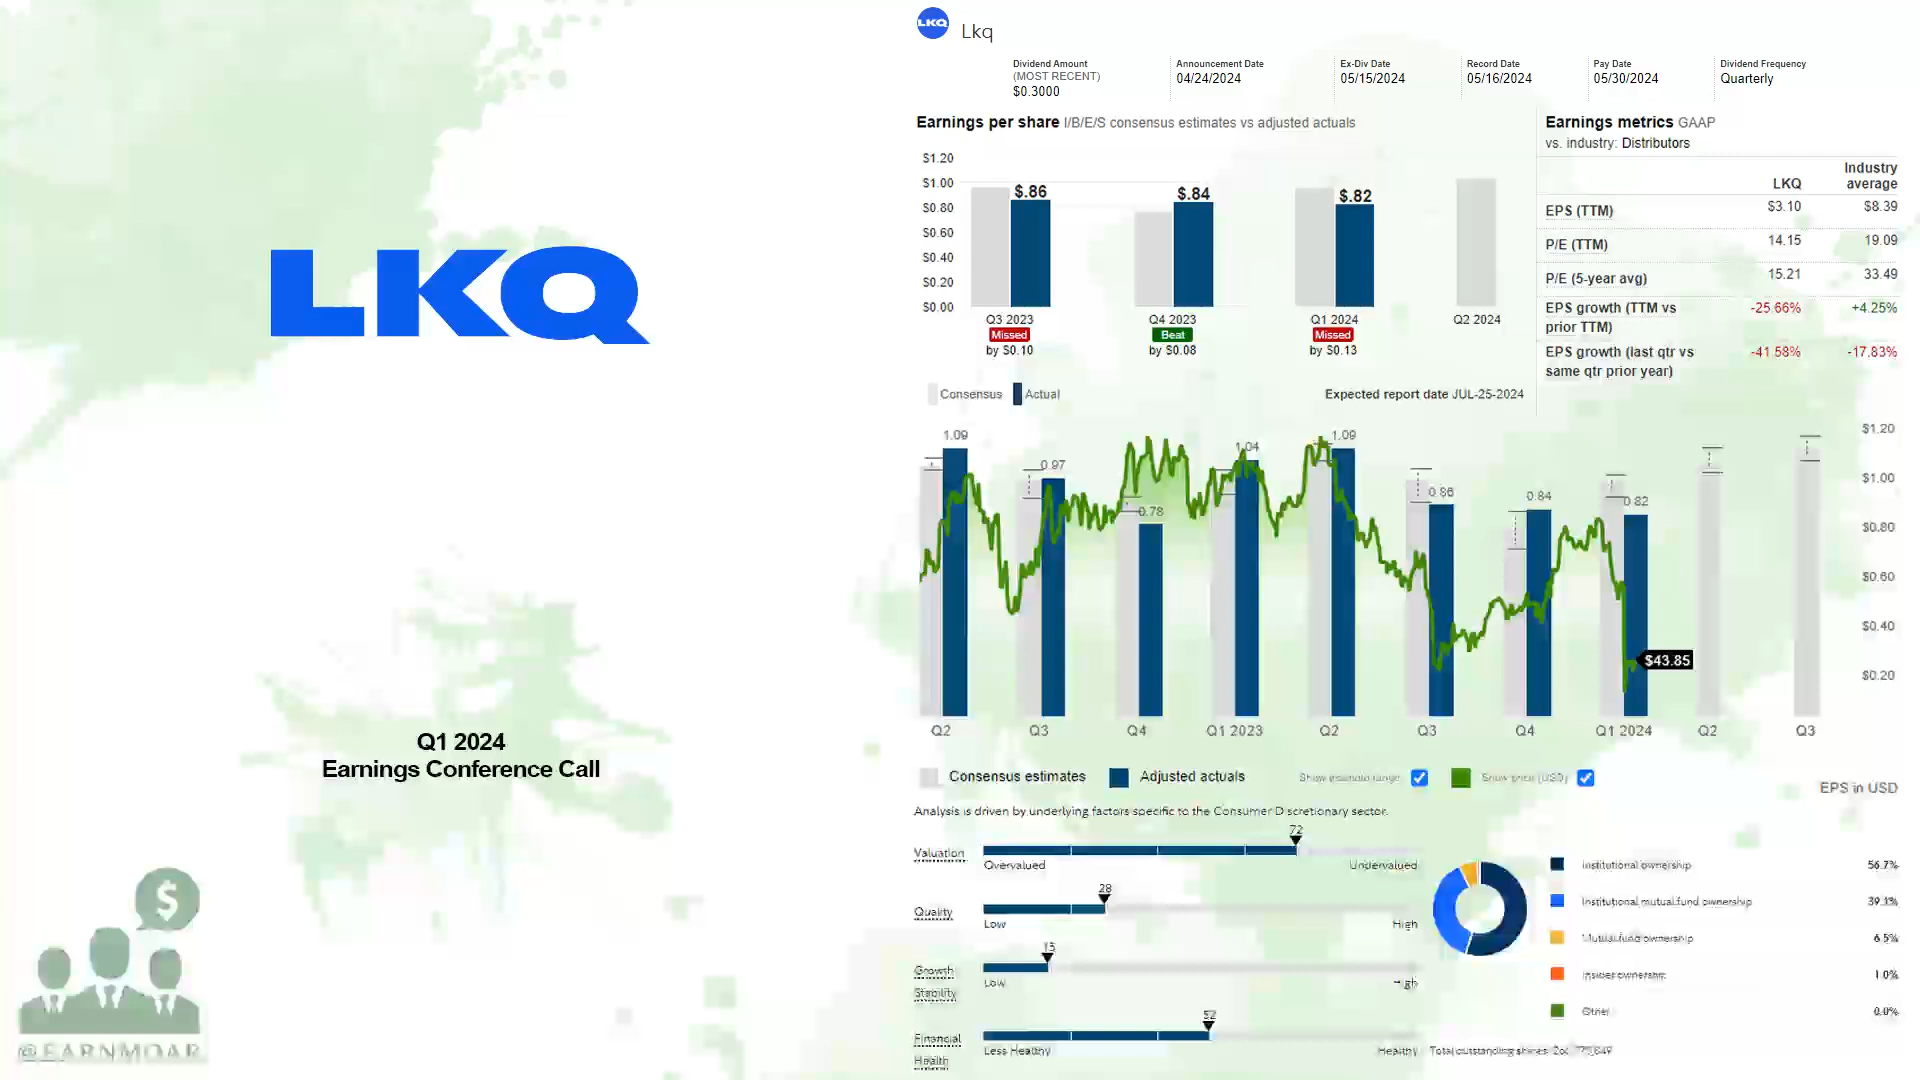 LKQ
Q1 2024
Earnings Conference Call
@EARNMOAR
LKQ
Lkq
Dividend Amount
(MOST RECENT)
$0.3000
Announcement Date
04/24/2024
Ex-Div Date
05/15/2024
Record Date
05/16/2024
Pay Date
05/30/2024
Dividend Frequency
Quarterly
Earnings per share I/B/E/S consensus estimates vs adjusted actuals
$1.20
$1.00
$0.80
$0.60
$0.40
$0.20
$0.00
$.86
$.84
$.82
Q3 2023
Missed
by $0.10
Q4 2023
Beat
by $0.08
Q1 2024
Missed
by $0.13
Q2 2024
Consensus
Actual
Expected report date JUL-25-2024
Earnings metrics GAAP
vs. industry: Distributors
LKQ
Industry
average
EPS (TTM)
$3.10
$8.39
P/E (TTM)
14.15
19.09
P/E (5-year avg)
15.21
33.49
EPS growth (TTM vs
prior TTM)
-25.66%
+4.25%
EPS growth (last qtr vs
same qtr prior year)
-41.58%
-17.83%
1.09
0.97
0.78
1.04
1.09
0.86
0.84
0.82
$43.85
$1.20
$1.00
$0.80
$0.60
$0.40
$0.20
Q2
Q3
Q4
Q1 2023
Q2
Q3
Q4
Q1 2024
Q2
Q3
Consensus estimates
Adjusted actuals
Show estimate range
Show price (USD)
EPS in USD
Analysis is driven by underlying factors specific to the Consumer Discretionary sector.
Valuation
72
Overvalued
Undervalued
Quality
28
Low
High
Growth
Stability
15
Low
High
Financial
Health
52
Less Healthy
Healthy
Institutional ownership
56.7%
Institutional mutual fund ownership
39.1%
Mutual fund ownership
6.5%
Insider ownership
1.0%
Other
0.0%
Total outstanding shares: